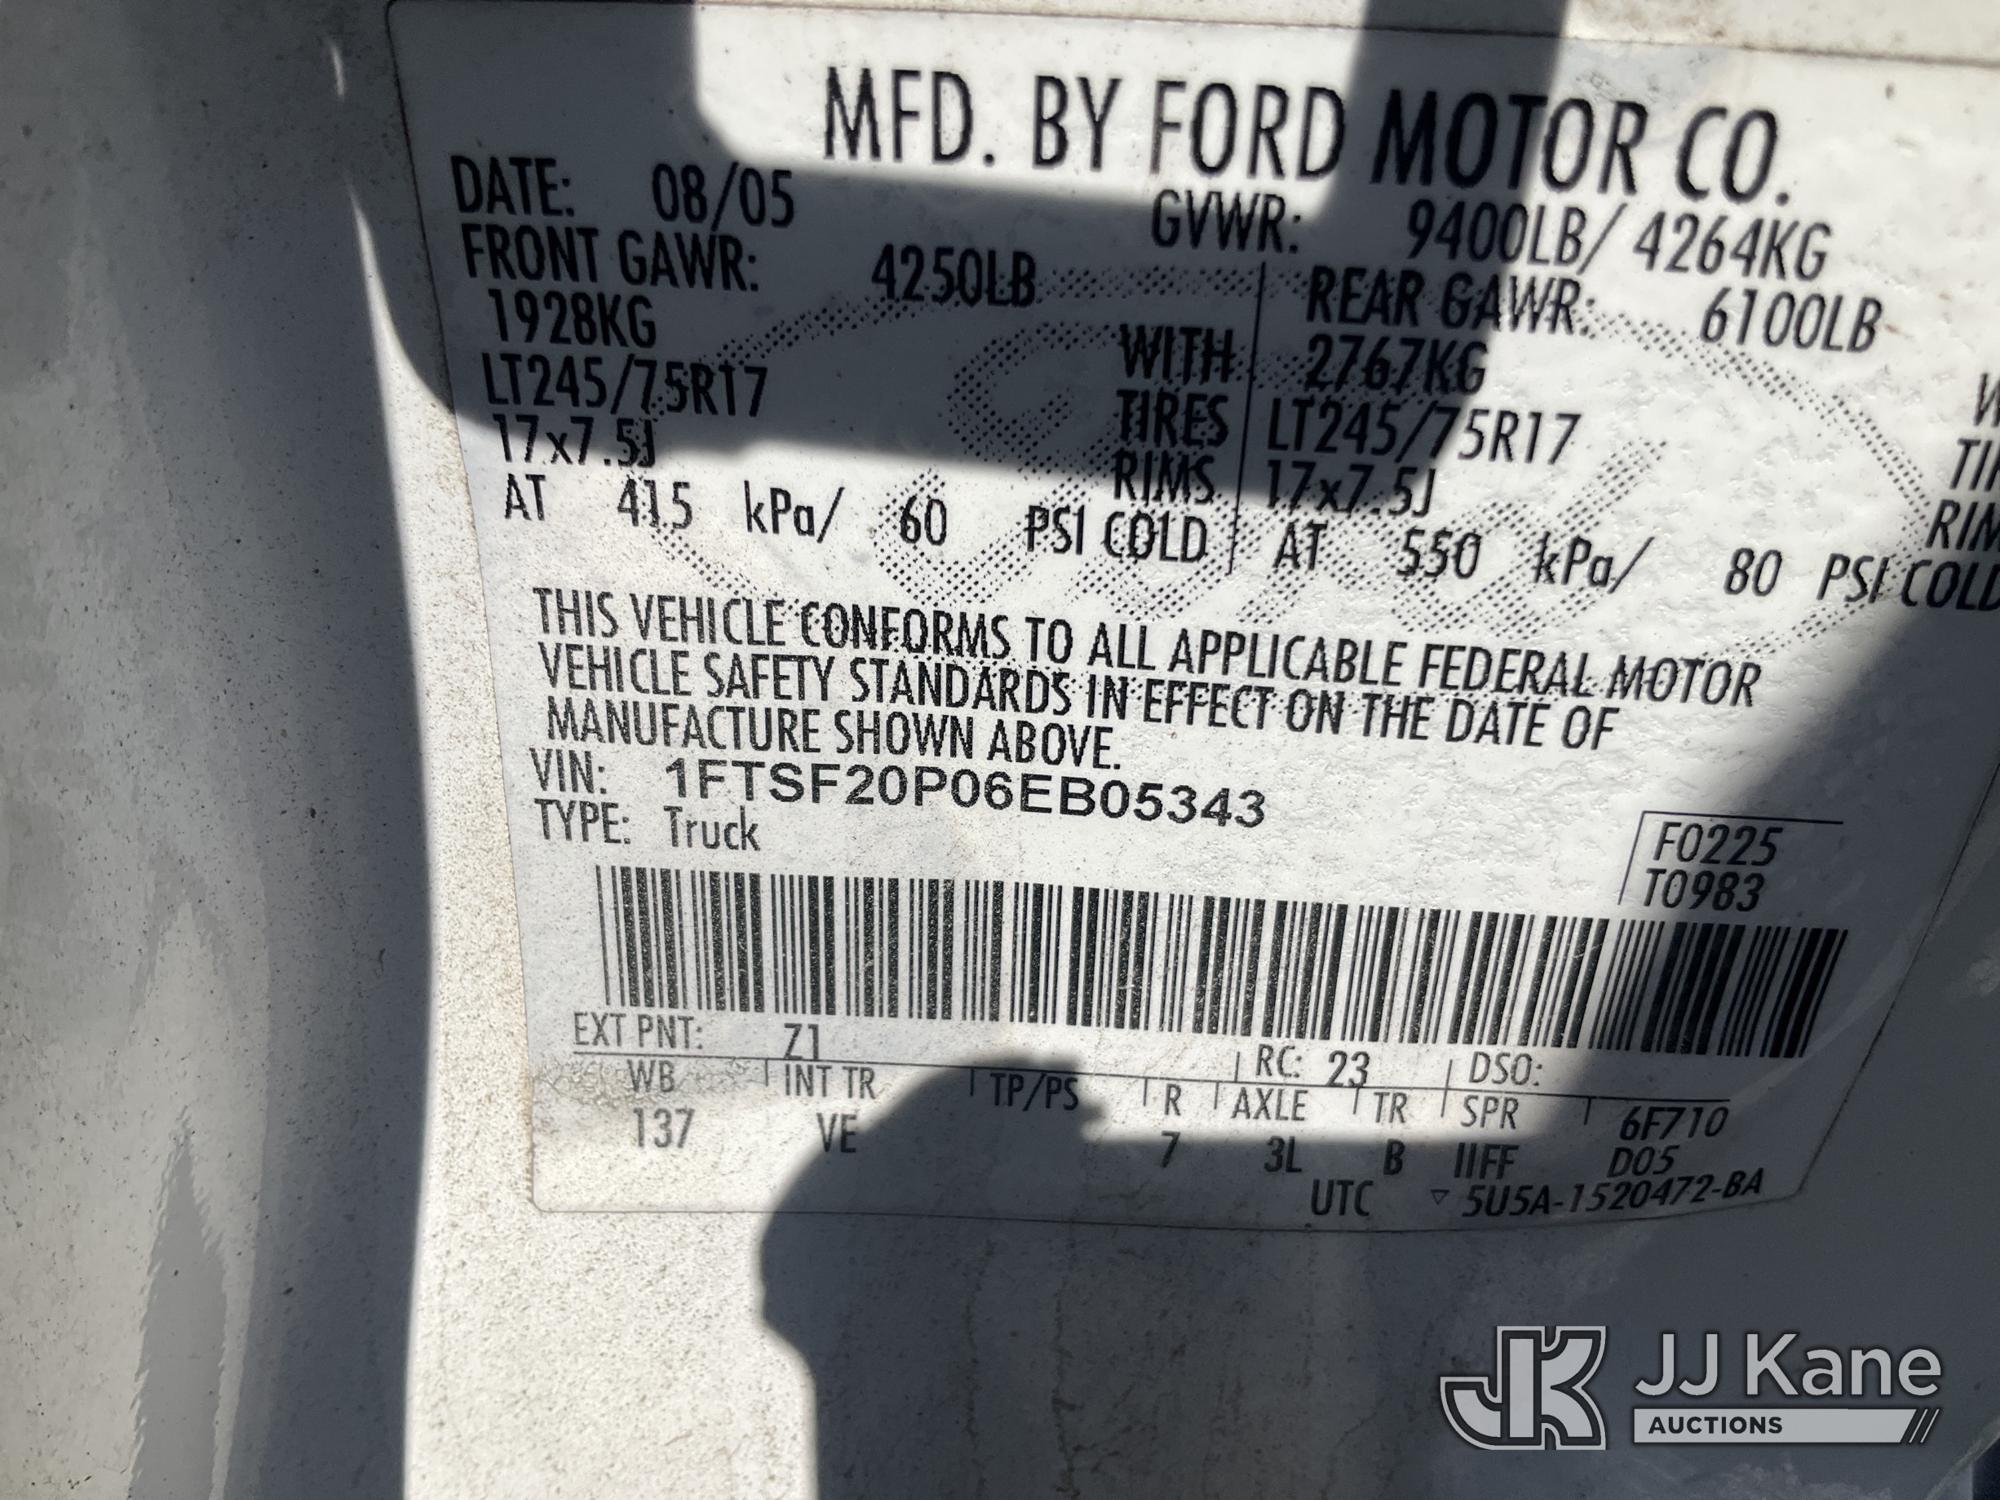 MFD. BY FORD MOTOR CO.
DATE: 08/05 GVWR: 9400LB/ 4264KG
FRONT GAWR: 4250LB REAR GAWR: 6100LB
1928KG WITH 2767KG
LT245/75R17 TIRES LT245/75R17
17x7.5J RIMS 17x7.5J
AT 415 kPa/ 60 PSI COLD AT 550 kPa/ 80 PSI COLD
THIS VEHICLE CONFORMS TO ALL APPLICABLE FEDERAL MOTOR
VEHICLE SAFETY STANDARDS IN EFFECT ON THE DATE OF
MANUFACTURE SHOWN ABOVE.
VIN: 1FTSF20P06EB05343
TYPE: Truck
F0225
T0983
EXT PNT: Z1 RC: 23 DSO:
WB INT TR TP/PS R AXLE TR SPR 6F710
137 VE 7 3L B IIFF D05
UTC ▽ 5U5A-1520472-BA
JK JJ Kane
AUCTIONS